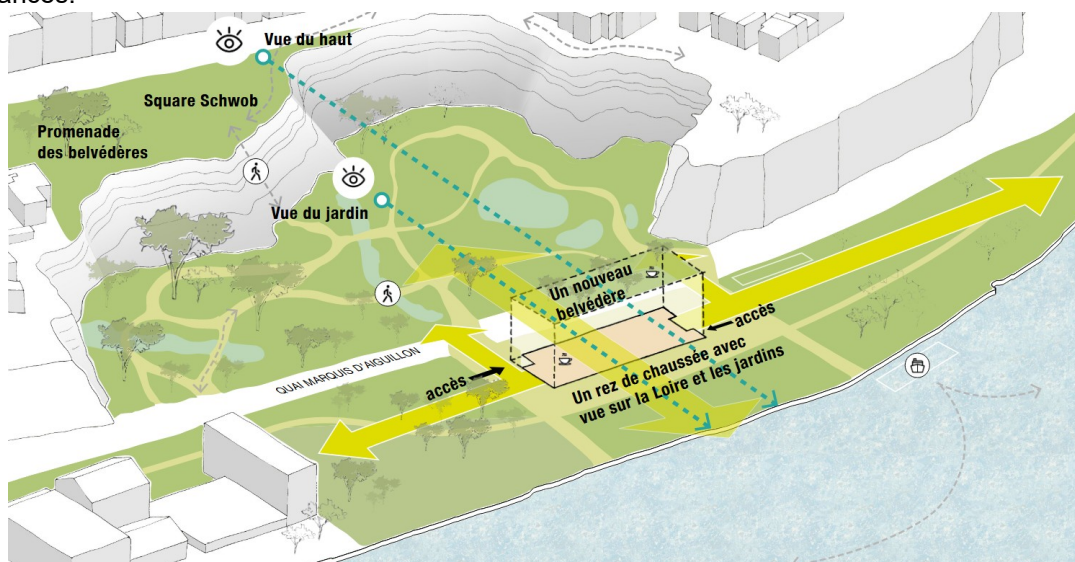 Vue du haut
Square Schwob
Promenade
des belvédères
Vue du jardin
Un nouveau
belvédère
accès
QUAI MARQUIS D'AIGUILLON
accès
Un rez de chaussée avec
vue sur la Loire et les jardins